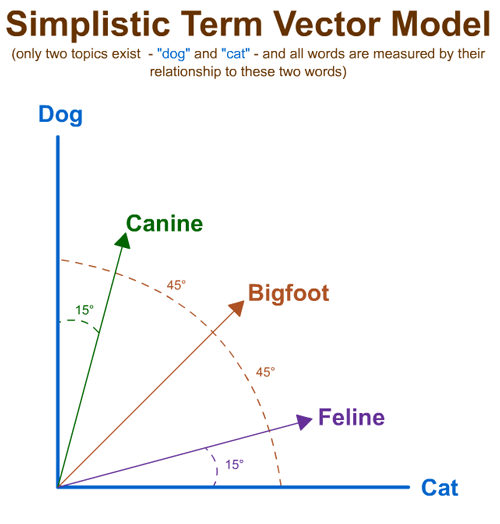 Simplistic Term Vector Model
(only two topics exist - "dog" and "cat" - and all words are measured by their
relationship to these two words)
Dog
Canine
45°
Bigfoot
15°
45°
Feline
15°
Cat